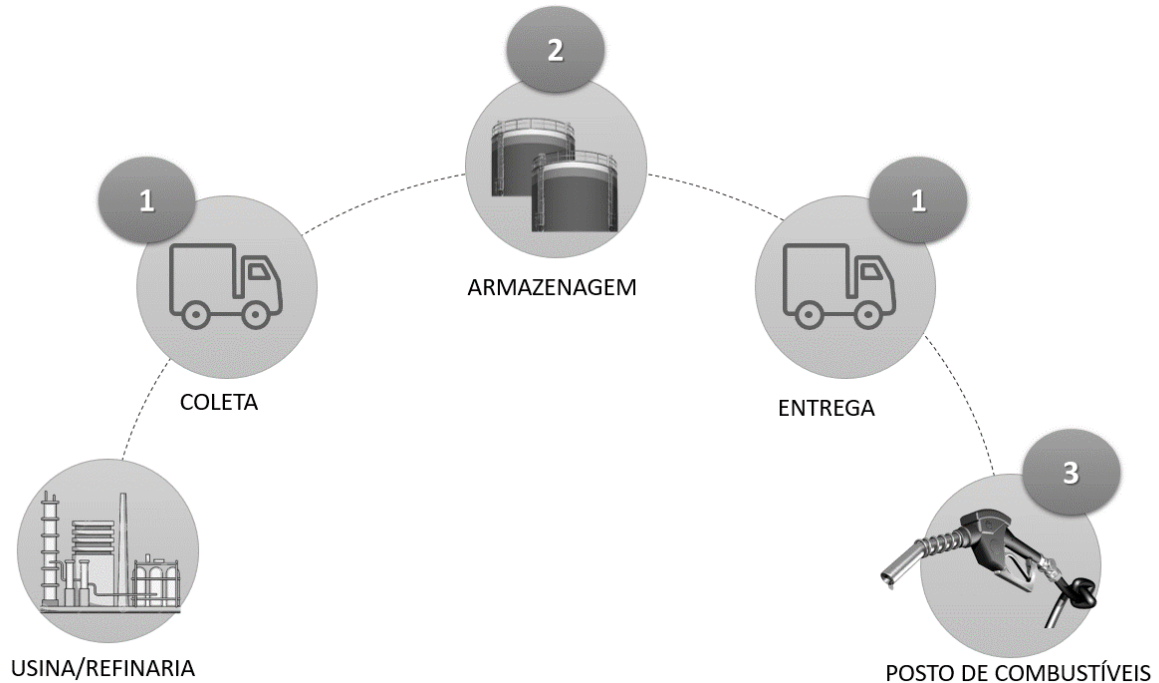 2
1
1
ARMAZENAGEM
COLETA
ENTREGA
3
USINA/REFINARIA
POSTO DE COMBUSTÍVEIS